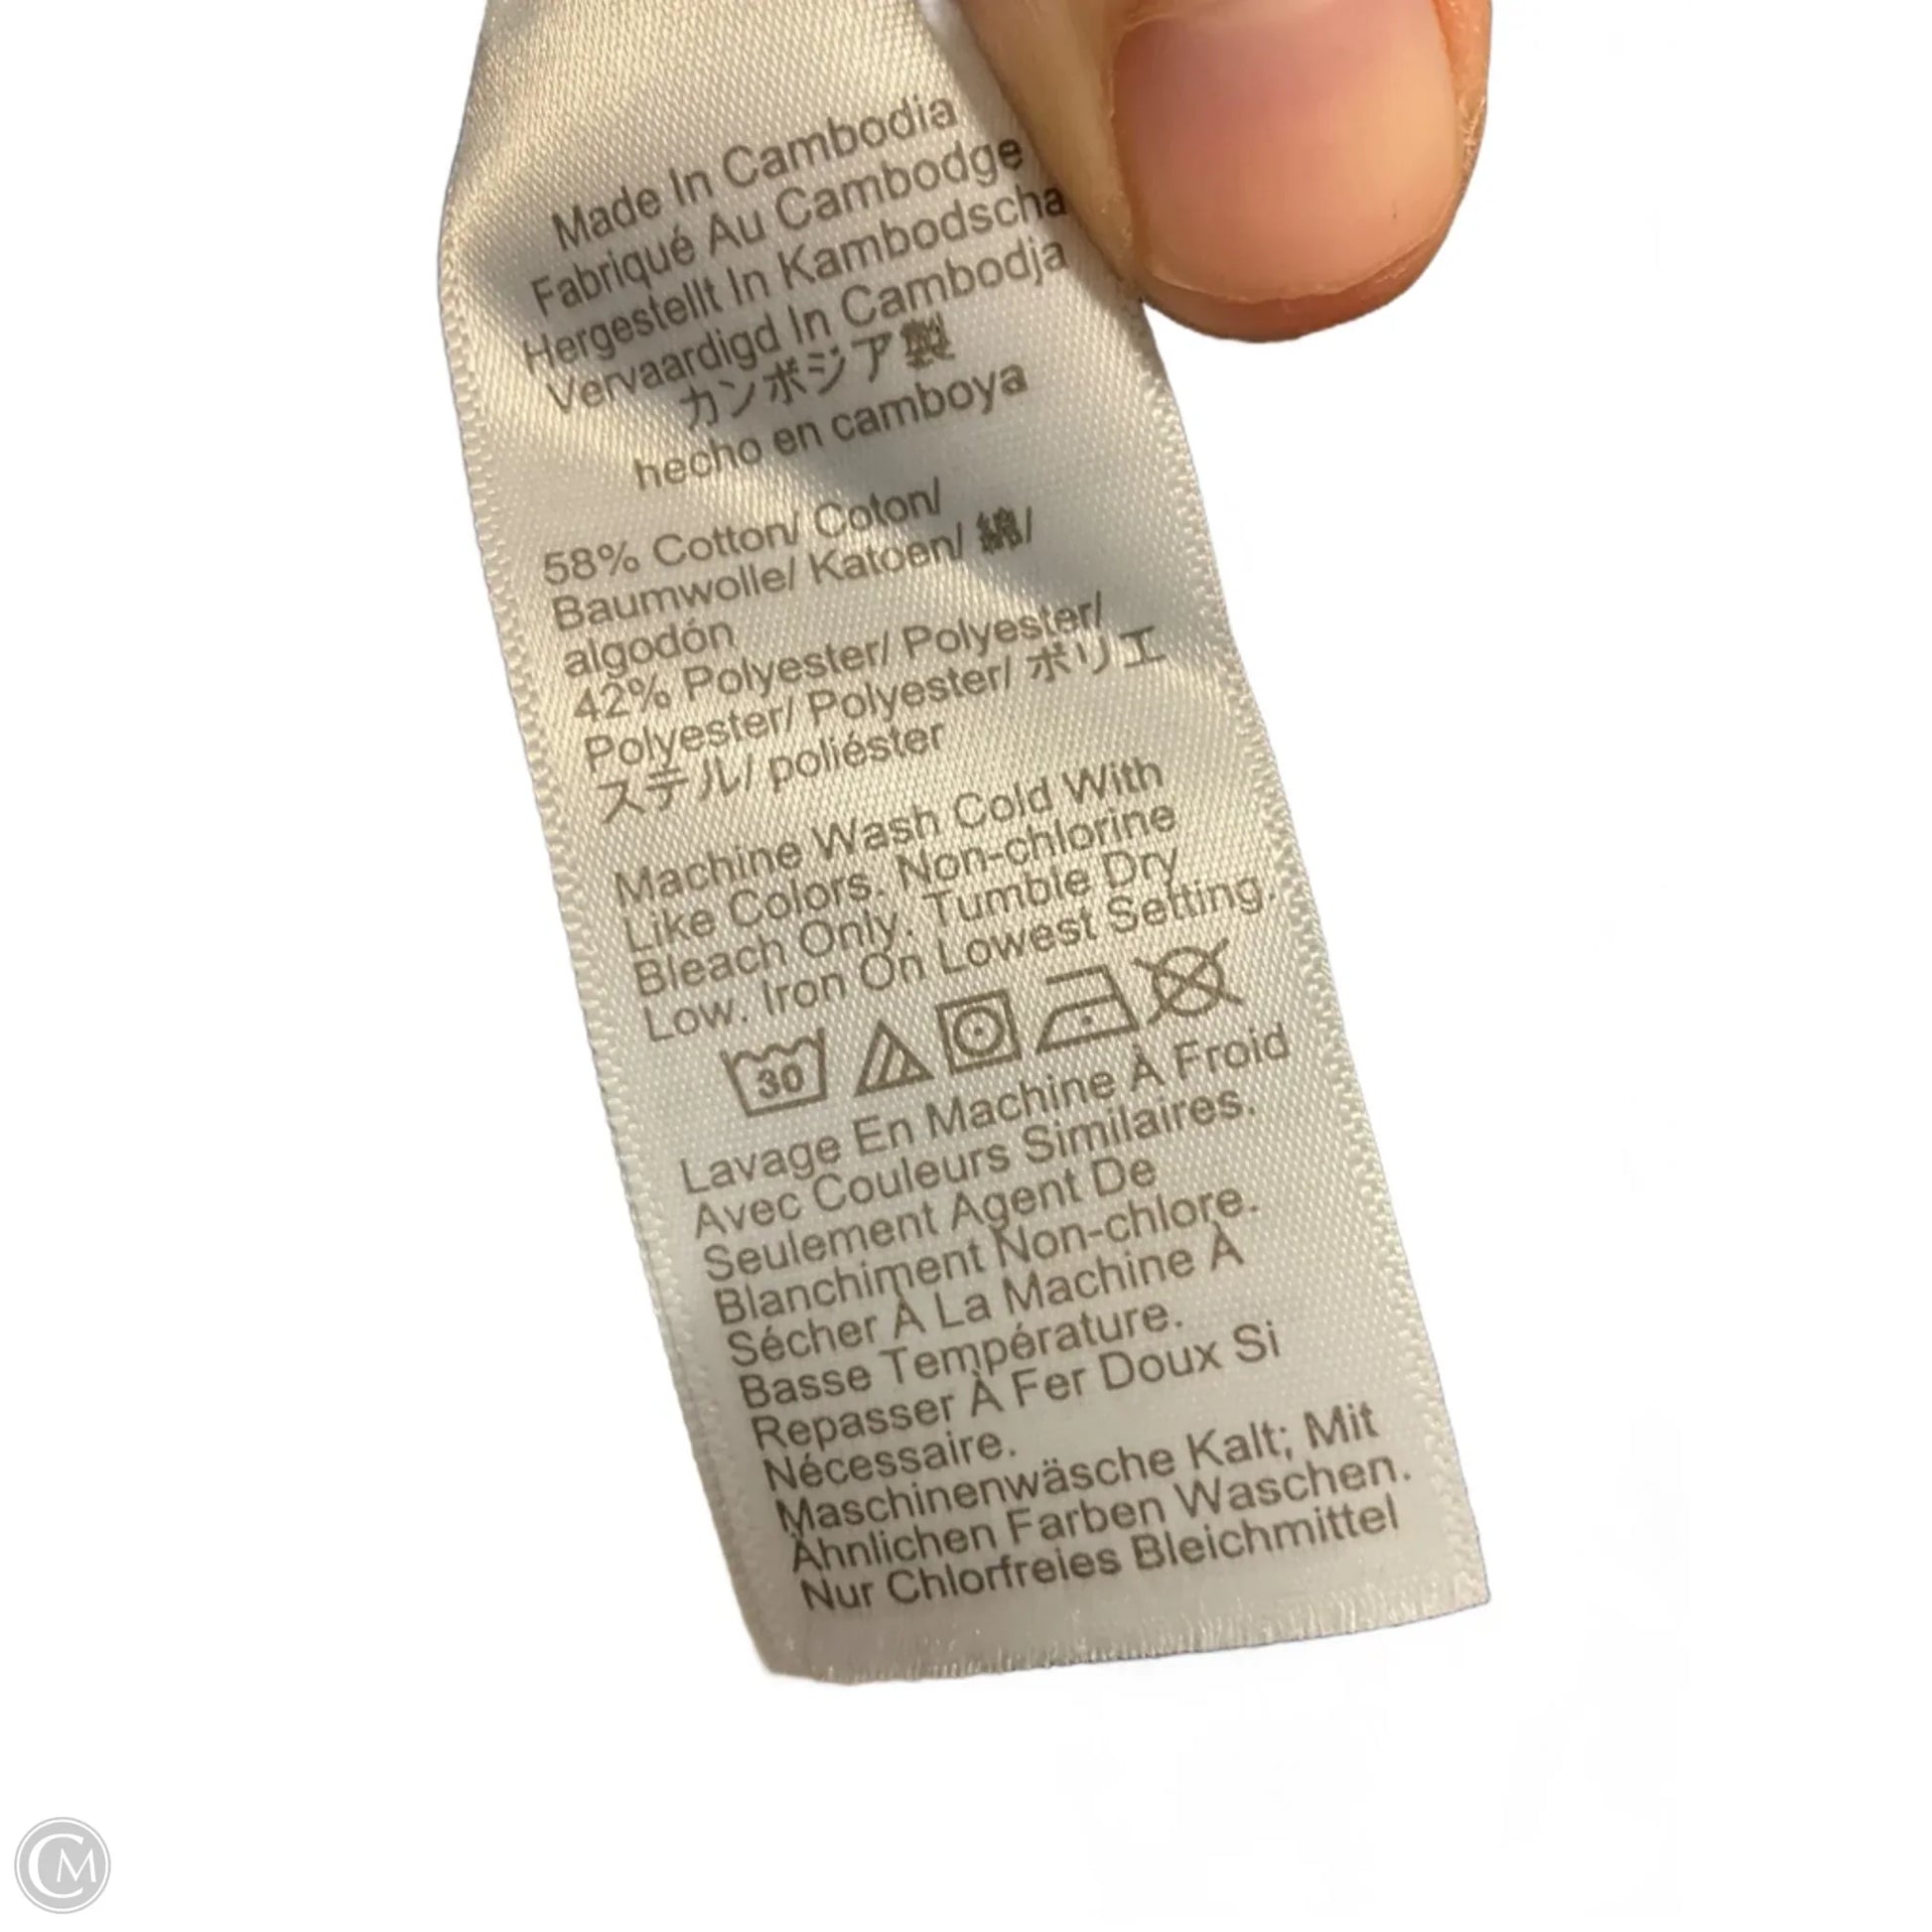 Made In Cambodia
Fabriqué Au Cambodge
Hergestellt In Kambodscha
Vervaardigd In Cambodja
カンボジア製
hecho en camboya
58% Cotton/ Coton/
Baumwolle/ Katoen/ 綿/
algodón
42% Polyester/ Polyester/
Polyester/ Polyester/ ポリエ
ステル/ poliéster
Machine Wash Cold With
Like Colors. Non-chlorine
Bleach Only. Tumble Dry
Low. Iron On Lowest Setting.
30
Lavage En Machine À Froid
Avec Couleurs Similaires.
Seulement Agent De
Blanchiment Non-chlore.
Sécher À La Machine À
Basse Température.
Repasser À Fer Doux Si
Nécessaire.
Maschinenwäsche Kalt; Mit
Ähnlichen Farben Waschen.
Nur Chlorfreies Bleichmittel
CM